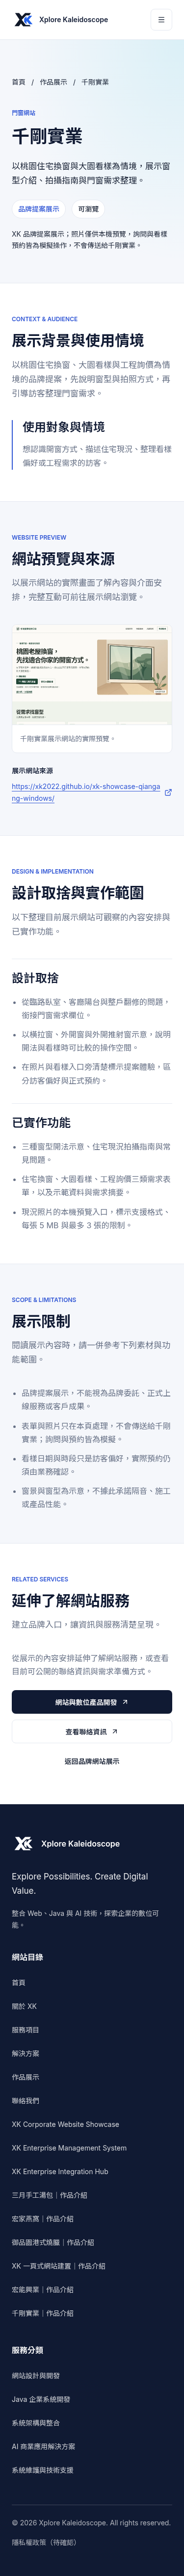 Xplore Kaleidoscope
首頁 / 作品展示 / 千剛實業
門窗網站
千剛實業
以桃園住宅換窗與大園看樣為情境，展示窗
型介紹、拍攝指南與門窗需求整理。
品牌提案展示
可瀏覽
XK 品牌提案展示；照片僅供本機預覽，詢問與看樣
預約皆為模擬操作，不會傳送給千剛實業。
CONTEXT & AUDIENCE
展示背景與使用情境
以桃園住宅換窗、大園看樣與工程詢價為情
境的品牌提案，先說明窗型與拍照方式，再
引導訪客整理門窗需求。
使用對象與情境
想認識開窗方式、描述住宅現況、整理看樣
偏好或工程需求的訪客。
WEBSITE PREVIEW
網站預覽與來源
以展示網站的實際畫面了解內容與介面安
排，完整互動可前往展示網站瀏覽。
桃園老屋換窗，
先找適合你家的開窗方式。
從需求找窗型
千剛實業展示網站的實際預覽。
展示網站來源
https://xk2022.github.io/xk-showcase-qianga
ng-windows/
DESIGN & IMPLEMENTATION
設計取捨與實作範圍
以下整理目前展示網站可觀察的內容安排與
已實作功能。
設計取捨
從臨路臥室、客廳陽台與整戶翻修的問題，
銜接門窗需求欄位。
以橫拉窗、外開窗與外開推射窗示意，說明
開法與看樣時可比較的操作空間。
在照片與看樣入口旁清楚標示提案體驗，區
分訪客偏好與正式預約。
已實作功能
三種窗型開法示意、住宅現況拍攝指南與常
見問題。
住宅換窗、大園看樣、工程詢價三類需求表
單，以及示範資料與需求摘要。
現況照片的本機預覽入口，標示支援格式、
每張 5 MB 與最多 3 張的限制。
SCOPE & LIMITATIONS
展示限制
閱讀展示內容時，請一併參考下列素材與功
能範圍。
品牌提案展示，不能視為品牌委託、正式上
線服務或客戶成果。
表單與照片只在本頁處理，不會傳送給千剛
實業；詢問與預約皆為模擬。
看樣日期與時段只是訪客偏好，實際預約仍
須由業務確認。
窗景與窗型為示意，不據此承諾隔音、施工
或產品性能。
RELATED SERVICES
延伸了解網站服務
建立品牌入口，讓資訊與服務清楚呈現。
從展示的內容安排延伸了解網站服務，或查看
目前可公開的聯絡資訊與需求準備方式。
網站與數位產品開發
查看聯絡資訊
返回品牌網站展示
Xplore Kaleidoscope
Explore Possibilities. Create Digital
Value.
整合 Web、Java 與 AI 技術，探索企業的數位可
能。
網站目錄
首頁
關於 XK
服務項目
解決方案
作品展示
聯絡我們
XK Corporate Website Showcase
XK Enterprise Management System
XK Enterprise Integration Hub
三月手工湯包｜作品介紹
宏家燕窩｜作品介紹
御品園港式燒臘｜作品介紹
XK 一頁式網站建置｜作品介紹
宏能興業｜作品介紹
千剛實業｜作品介紹
服務分類
網站設計與開發
Java 企業系統開發
系統架構與整合
AI 商業應用解決方案
系統維護與技術支援
© 2026 Xplore Kaleidoscope. All rights reserved.
隱私權政策（待確認）